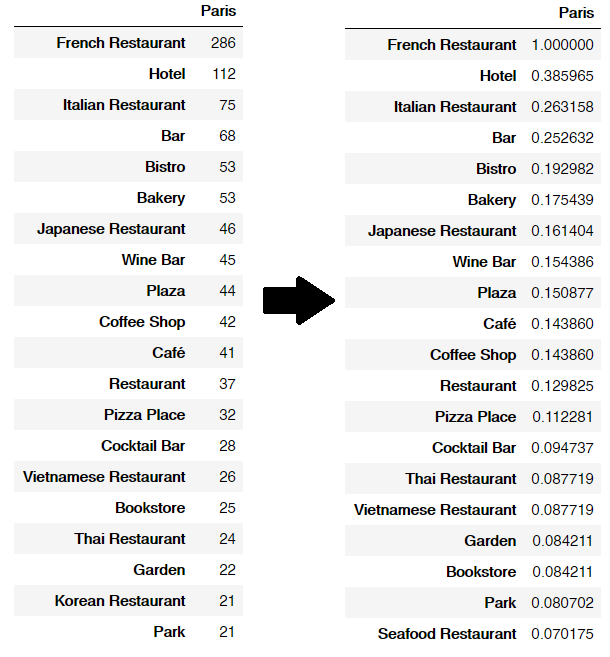 Paris
French Restaurant 286
Hotel 112
Italian Restaurant 75
Bar 68
Bistro 53
Bakery 53
Japanese Restaurant 46
Wine Bar 45
Plaza 44
Coffee Shop 42
Café 41
Restaurant 37
Pizza Place 32
Cocktail Bar 28
Vietnamese Restaurant 26
Bookstore 25
Thai Restaurant 24
Garden 22
Korean Restaurant 21
Park 21
Paris
French Restaurant 1.000000
Hotel 0.385965
Italian Restaurant 0.263158
Bar 0.252632
Bistro 0.192982
Bakery 0.175439
Japanese Restaurant 0.161404
Wine Bar 0.154386
Plaza 0.150877
Café 0.143860
Coffee Shop 0.143860
Restaurant 0.129825
Pizza Place 0.112281
Cocktail Bar 0.094737
Thai Restaurant 0.087719
Vietnamese Restaurant 0.087719
Garden 0.084211
Bookstore 0.084211
Park 0.080702
Seafood Restaurant 0.070175